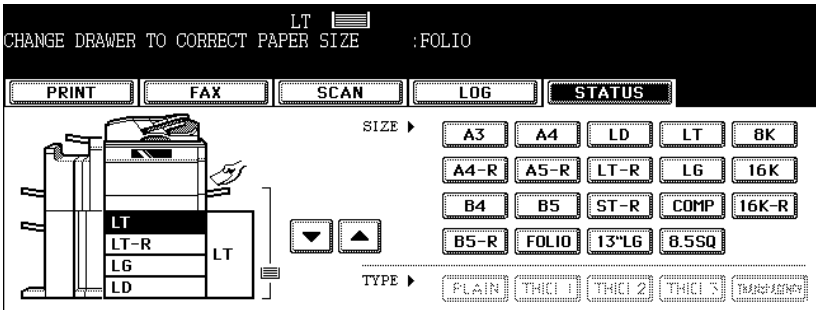 LT
CHANGE DRAWER TO CORRECT PAPER SIZE :FOLIO
PRINT FAX SCAN LOG STATUS
SIZE A3 A4 LD LT 8K
A4-R A5-R LT-R LG 16K
B4 B5 ST-R COMP 16K-R
B5-R FOLIO 13"LG 8.5SQ
LT
LT-R
LG
LD
LT
TYPE PLAIN THICK 1 THICK 2 THICK 3 TRANSPARENCY